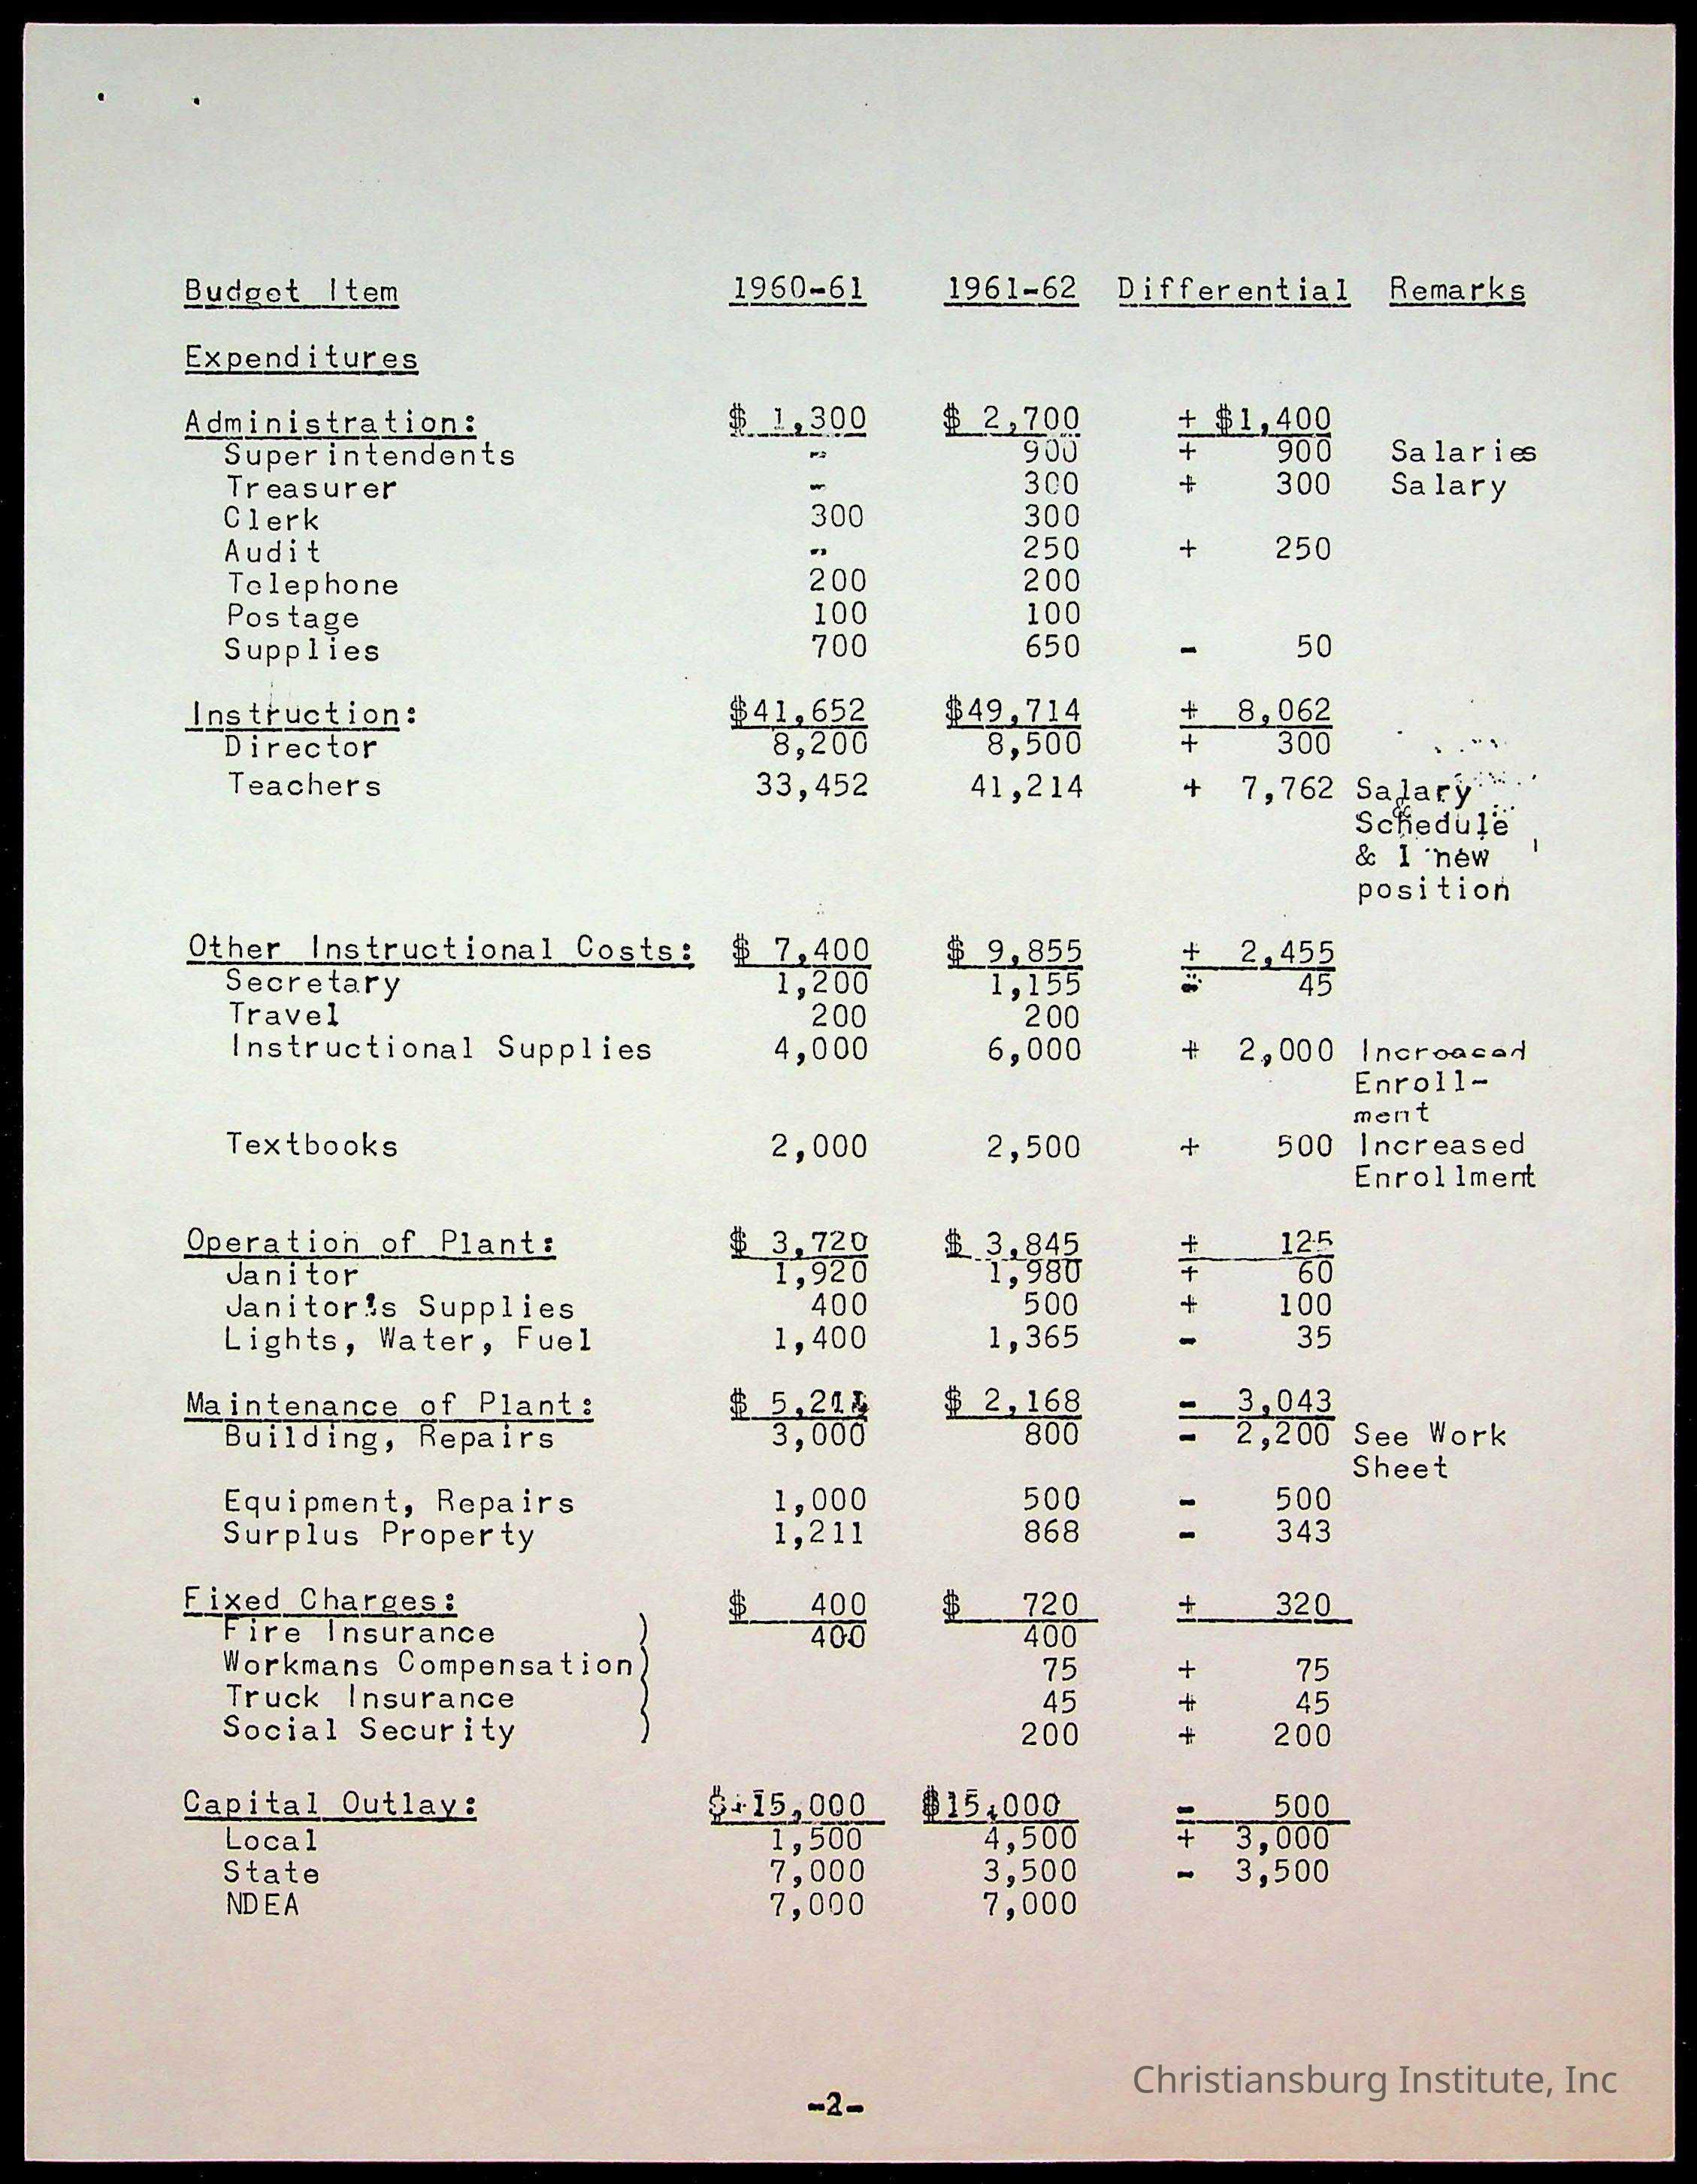 Budget Item 1960-61 1961-62 Differential Remarks
Expenditures
Administration: $ 1,300 $ 2,700 + $1,400
Superintendents - 900 + 900 Salaries
Treasurer - 300 + 300 Salary
Clerk 300 300
Audit - 250 + 250
Telephone 200 200
Postage 100 100
Supplies 700 650 - 50
Instruction: $41,652 $49,714 + 8,062
Director 8,200 8,500 + 300
Teachers 33,452 41,214 + 7,762 Salary
Schedule
& 1 new
position
Other Instructional Costs: $ 7,400 $ 9,855 + 2,455
Secretary 1,200 1,155 - 45
Travel 200 200
Instructional Supplies 4,000 6,000 + 2,000 Increased
Enroll-
ment
Textbooks 2,000 2,500 + 500 Increased
Enrollment
Operation of Plant: $ 3,720 $ 3,845 + 125
Janitor 1,920 1,980 + 60
Janitor's Supplies 400 500 + 100
Lights, Water, Fuel 1,400 1,365 - 35
Maintenance of Plant: $ 5,211 $ 2,168 - 3,043
Building, Repairs 3,000 800 - 2,200 See Work
Sheet
Equipment, Repairs 1,000 500 - 500
Surplus Property 1,211 868 - 343
Fixed Charges: $ 400 $ 720 + 320
Fire Insurance ) 400 400
Workmans Compensation) 75 + 75
Truck Insurance ) 45 + 45
Social Security ) 200 + 200
Capital Outlay: $ 15,000 $15,000 - 500
Local 1,500 4,500 + 3,000
State 7,000 3,500 - 3,500
NDEA 7,000 7,000
-2-
Christiansburg Institute, Inc